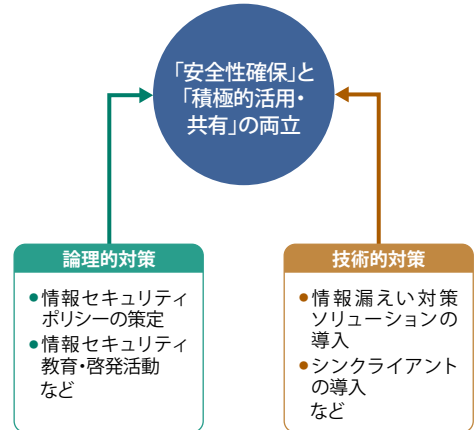 「安全性確保」と
「積極的活用・
共有」の両立
論理的対策
●情報セキュリティ
ポリシーの策定
●情報セキュリティ
教育・啓発活動
など
技術的対策
●情報漏えい対策
ソリューションの
導入
●シンクライアント
の導入
など